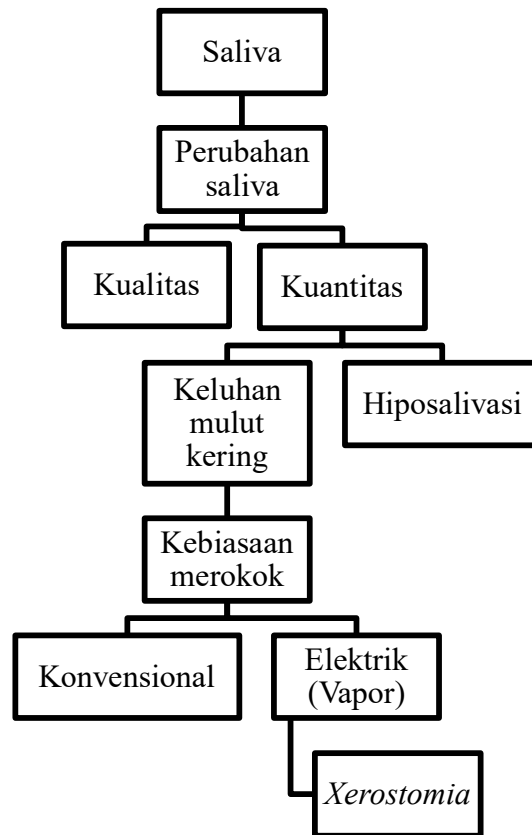 Saliva
Perubahan
saliva
Kualitas
Kuantitas
Keluhan
mulut
kering
Hiposalivasi
Kebiasaan
merokok
Konvensional
Elektrik
(Vapor)
Xerostomia